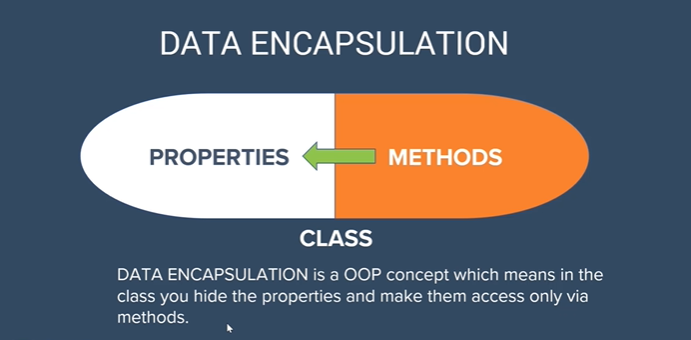 DATA ENCAPSULATION
PROPERTIES
METHODS
CLASS
DATA ENCAPSULATION is a OOP concept which means in the
class you hide the properties and make them access only via
methods.